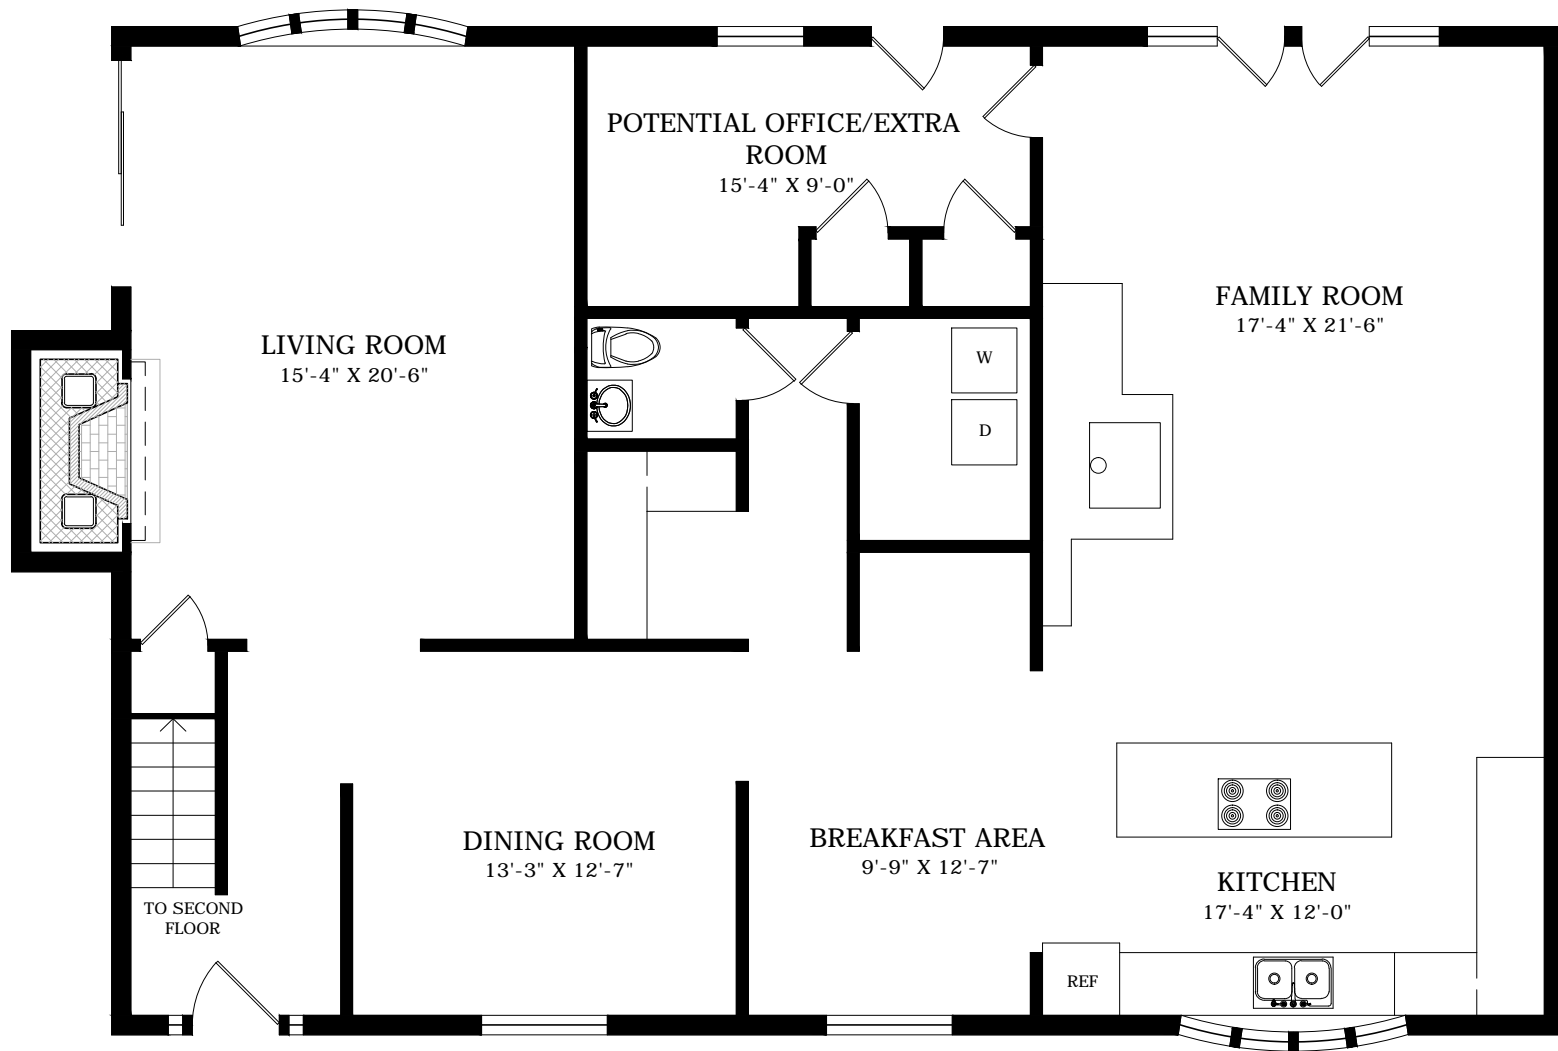 POTENTIAL OFFICE/EXTRA
ROOM
15'-4" X 9'-0"
FAMILY ROOM
17'-4" X 21'-6"
LIVING ROOM
15'-4" X 20'-6"
W
D
DINING ROOM
13'-3" X 12'-7"
BREAKFAST AREA
9'-9" X 12'-7"
KITCHEN
17'-4" X 12'-0"
TO SECOND
FLOOR
REF